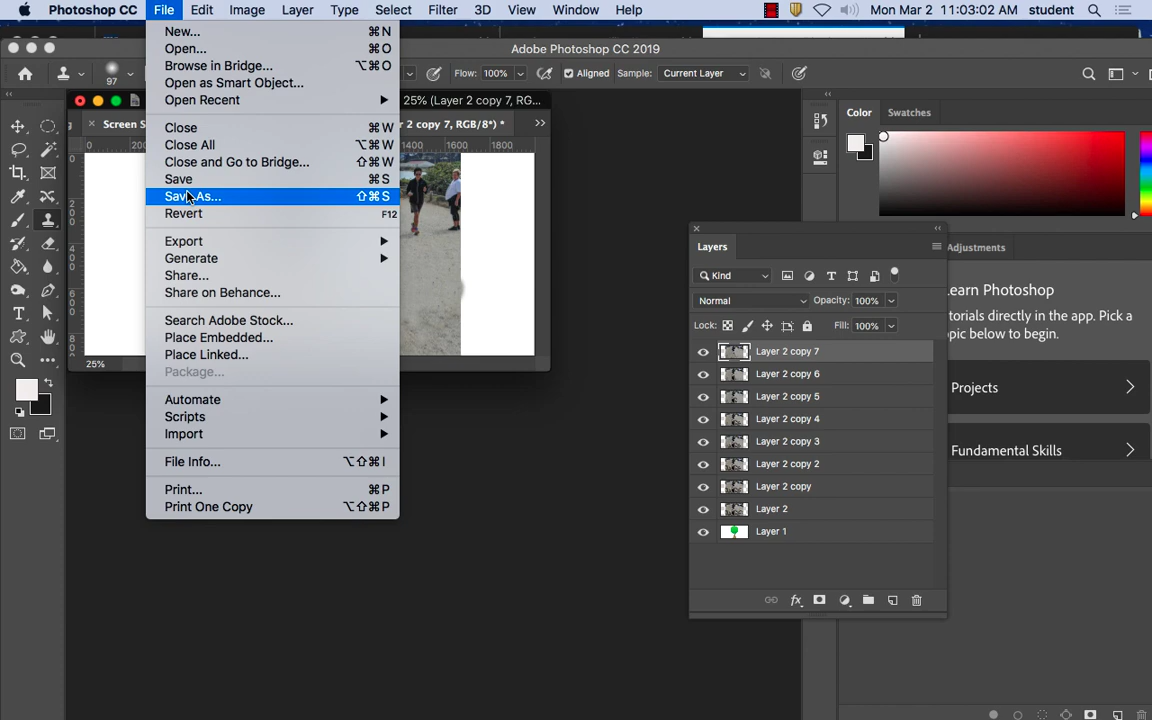 Photoshop CC File Edit Image Layer Type Select Filter 3D View Window Help Mon Mar 2 11:03:02 AM student
Adobe Photoshop CC 2019
97 Flow: 100% Aligned Sample: Current Layer
25% (Layer 2 copy 7, RG...
Screen S r 2 copy 7, RGB/8*) *
0 200 1400 1600 1800
0
200
400
600
800
25%
New... ⌘N
Open... ⌘O
Browse in Bridge... ⌥⌘O
Open as Smart Object...
Open Recent
Close ⌘W
Close All ⌥⌘W
Close and Go to Bridge... ⇧⌘W
Save ⌘S
Save As... ⇧⌘S
Revert F12
Export
Generate
Share...
Share on Behance...
Search Adobe Stock...
Place Embedded...
Place Linked...
Package...
Automate
Scripts
Import
File Info... ⌥⇧⌘I
Print... ⌘P
Print One Copy ⌥⇧⌘P
Color Swatches
Layers
Kind
Normal Opacity: 100%
Lock: Fill: 100%
Layer 2 copy 7
Layer 2 copy 6
Layer 2 copy 5
Layer 2 copy 4
Layer 2 copy 3
Layer 2 copy 2
Layer 2 copy
Layer 2
Layer 1
fx
Adjustments
earn Photoshop
torials directly in the app. Pick a
pic below to begin.
Projects
Fundamental Skills